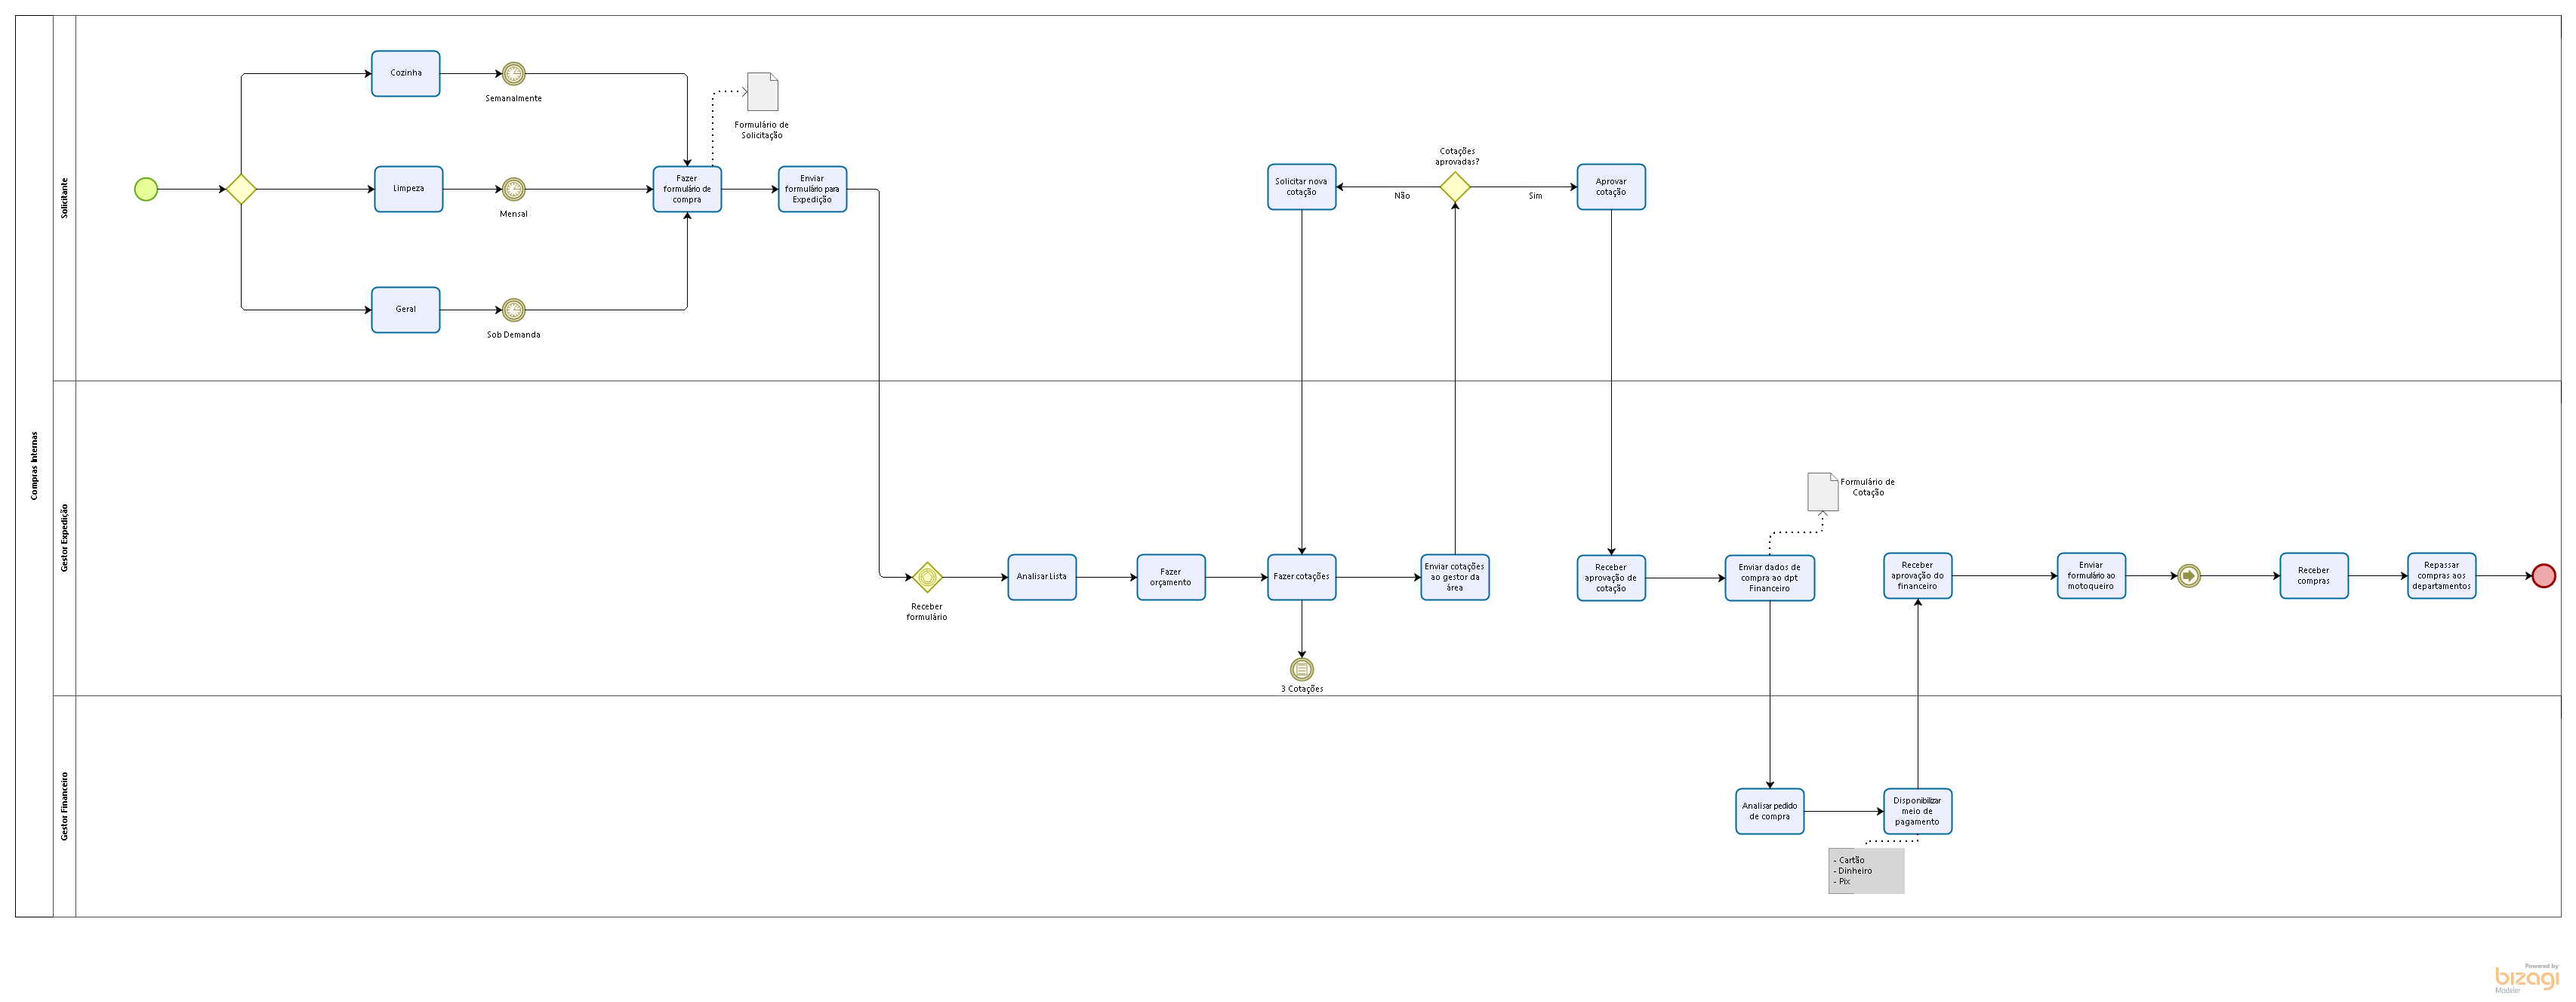 Compras Internas
Solicitante
Cozinha
Semanalmente
Formulário de
Solicitação
Limpeza
Mensal
Fazer
formulário de
compra
Enviar
formulário para
Expedição
Geral
Sob Demanda
Solicitar nova
cotação
Não
Cotações
aprovadas?
Sim
Aprovar
cotação
Gestor Expedição
Receber
formulário
Analisar Lista
Fazer
orçamento
Fazer cotações
3 Cotações
Enviar cotações
ao gestor da
área
Receber
aprovação de
cotação
Enviar dados de
compra ao dpt
Financeiro
Formulário de
Cotação
Receber
aprovação do
financeiro
Enviar
formulário ao
motoqueiro
Receber
compras
Repassar
compras aos
departamentos
Gestor Financeiro
Analisar pedido
de compra
Disponibilizar
meio de
pagamento
- Cartão
- Dinheiro
- Pix
Powered by
bizagi
Modeler